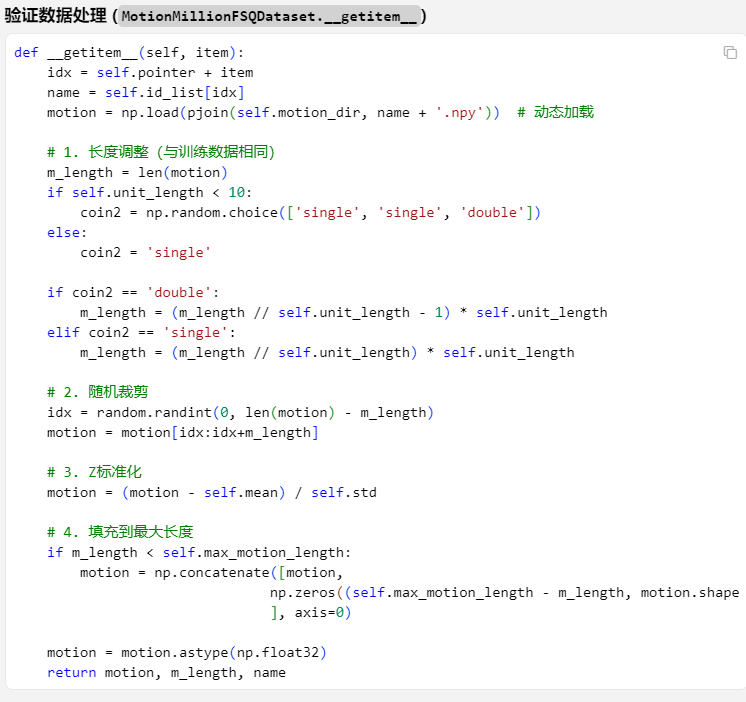 验证数据处理 (MotionMillionFSQDataset.__getitem__)
def __getitem__(self, item):
    idx = self.pointer + item
    name = self.id_list[idx]
    motion = np.load(pjoin(self.motion_dir, name + '.npy'))  # 动态加载

    # 1. 长度调整（与训练数据相同）
    m_length = len(motion)
    if self.unit_length < 10:
        coin2 = np.random.choice(['single', 'single', 'double'])
    else:
        coin2 = 'single'

    if coin2 == 'double':
        m_length = (m_length // self.unit_length - 1) * self.unit_length
    elif coin2 == 'single':
        m_length = (m_length // self.unit_length) * self.unit_length

    # 2. 随机裁剪
    idx = random.randint(0, len(motion) - m_length)
    motion = motion[idx:idx+m_length]

    # 3. Z标准化
    motion = (motion - self.mean) / self.std

    # 4. 填充到最大长度
    if m_length < self.max_motion_length:
        motion = np.concatenate([motion,
                               np.zeros((self.max_motion_length - m_length, motion.shape
                               ], axis=0)

    motion = motion.astype(np.float32)
    return motion, m_length, name